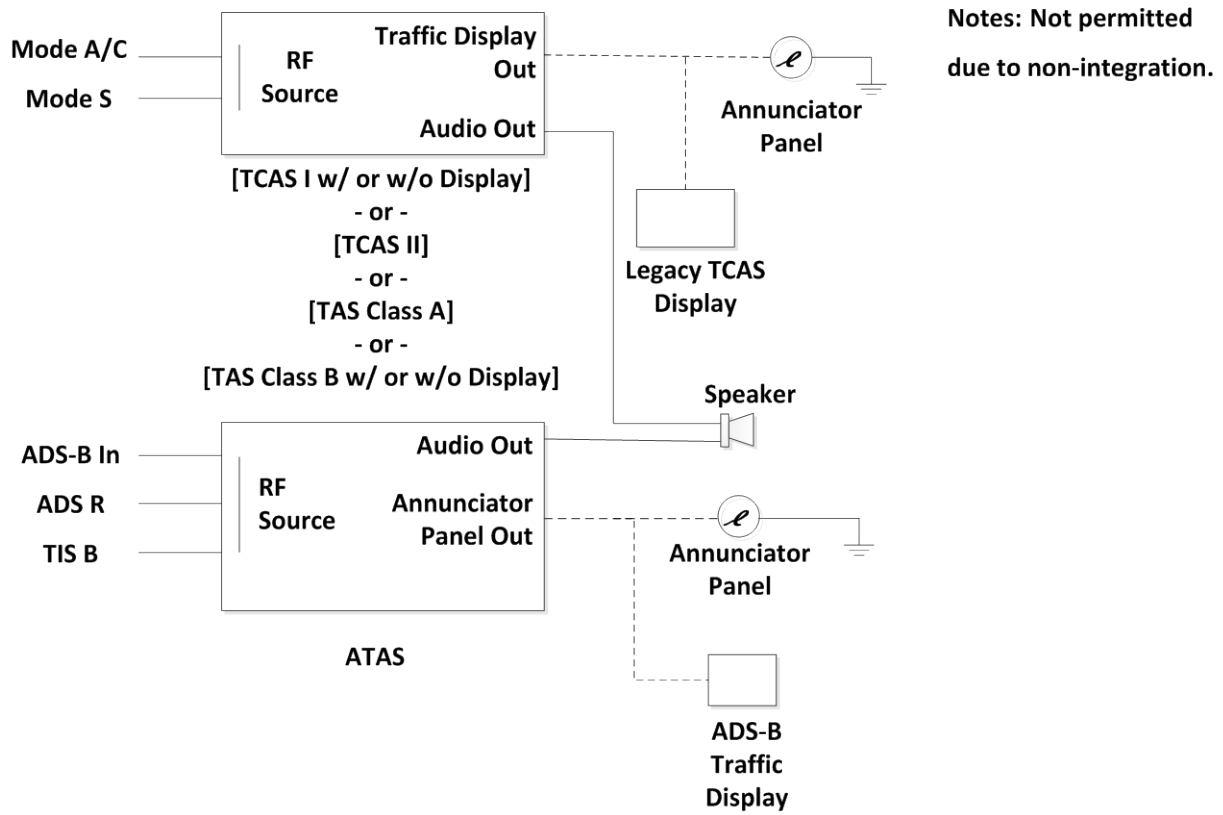 Notes: Not permitted
due to non-integration.
Mode A/C
Mode S
RF
Source
Traffic Display
Out
Audio Out
Annunciator
Panel
[TCAS I w/ or w/o Display]
- or -
[TCAS II]
- or -
[TAS Class A]
- or -
[TAS Class B w/ or w/o Display]
Legacy TCAS
Display
Speaker
ADS-B In
ADS R
TIS B
RF
Source
Audio Out
Annunciator
Panel Out
Annunciator
Panel
ATAS
ADS-B
Traffic
Display